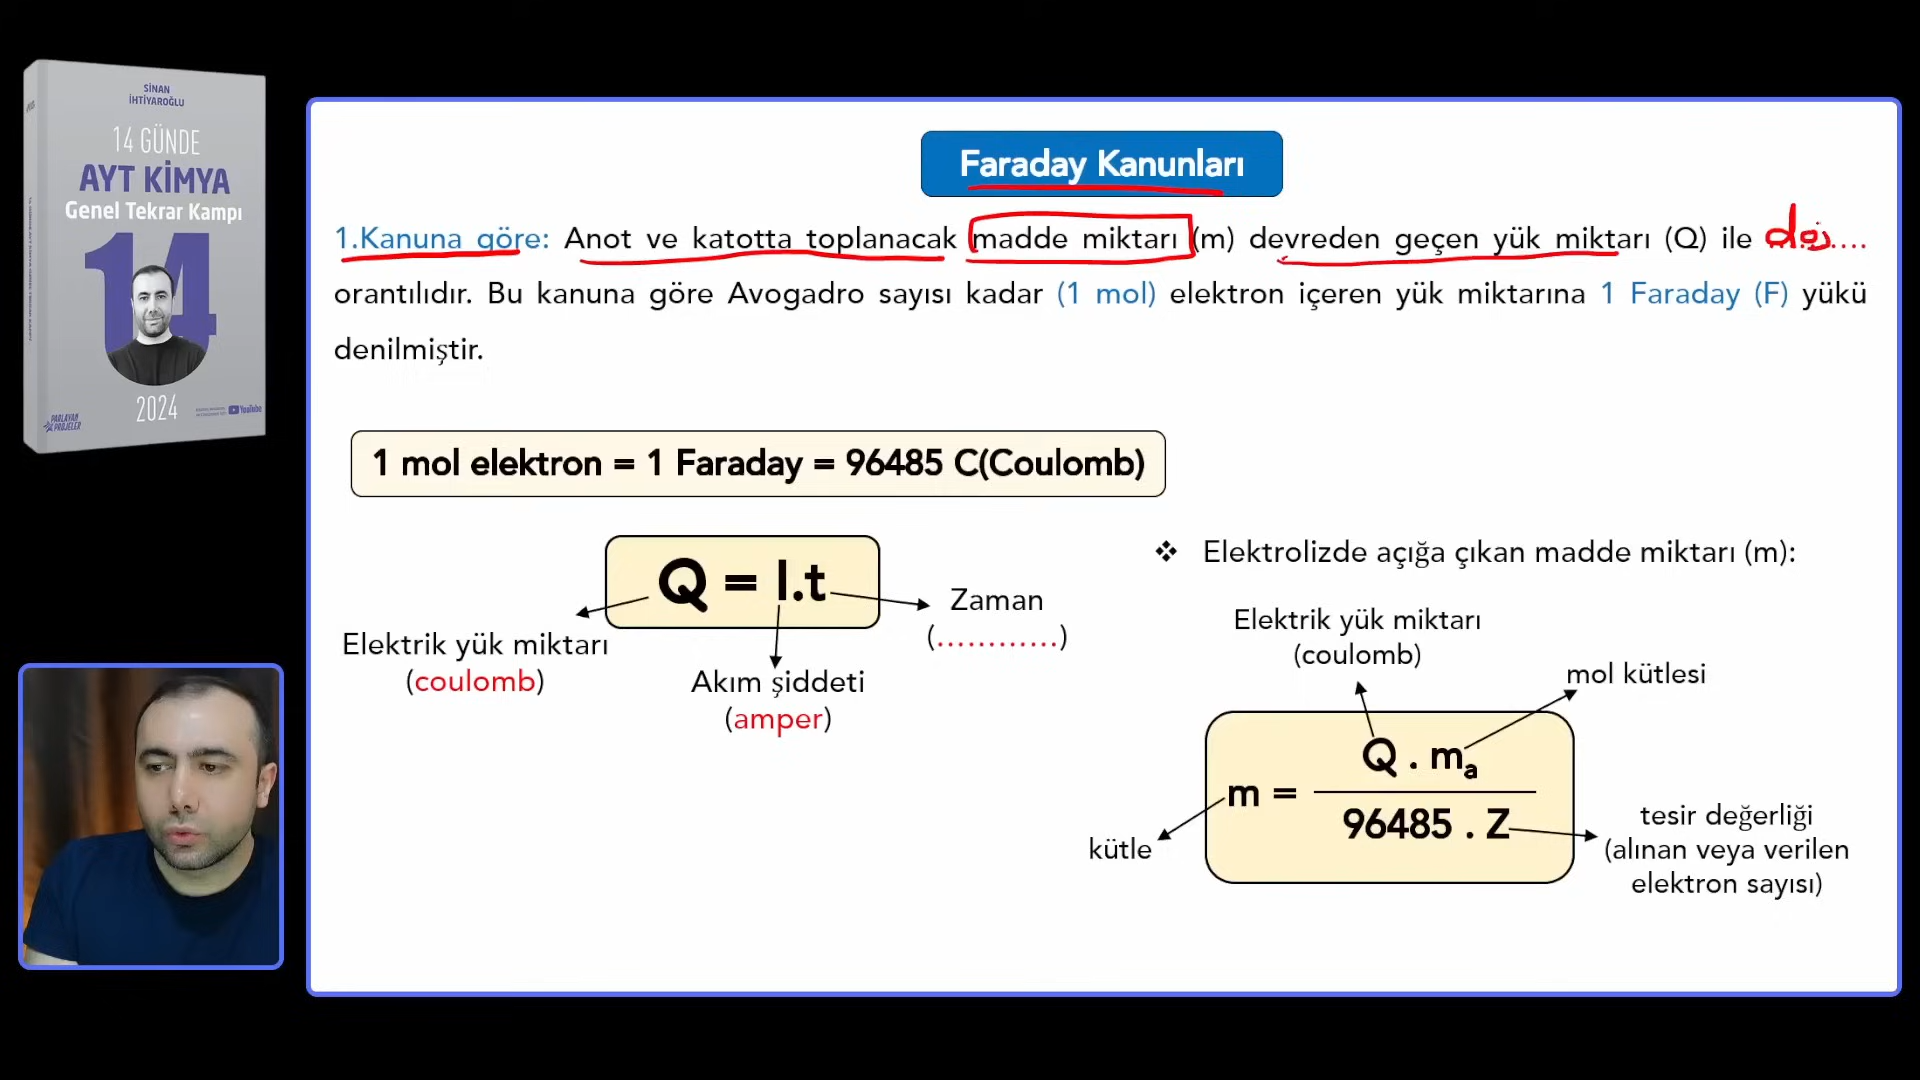 SİNAN
İHTİYAROĞLU
14 GÜNDE
AYT KİMYA
Genel Tekrar Kampı
14
2024
PARLAYAN
PROJELER
YouTube
Faraday Kanunları
1.Kanuna göre: Anot ve katotta toplanacak madde miktarı (m) devreden geçen yük miktarı (Q) ile ....
orantılıdır. Bu kanuna göre Avogadro sayısı kadar (1 mol) elektron içeren yük miktarına 1 Faraday (F) yükü
denilmiştir.
1 mol elektron = 1 Faraday = 96485 C(Coulomb)
Q = I.t
Elektrik yük miktarı
(coulomb)
Akım şiddeti
(amper)
Zaman
(............)
❖ Elektrolizde açığa çıkan madde miktarı (m):
Elektrik yük miktarı
(coulomb)
mol kütlesi
m = Q . mₐ
96485 . Z
kütle
tesir değerliği
(alınan veya verilen
elektron sayısı)